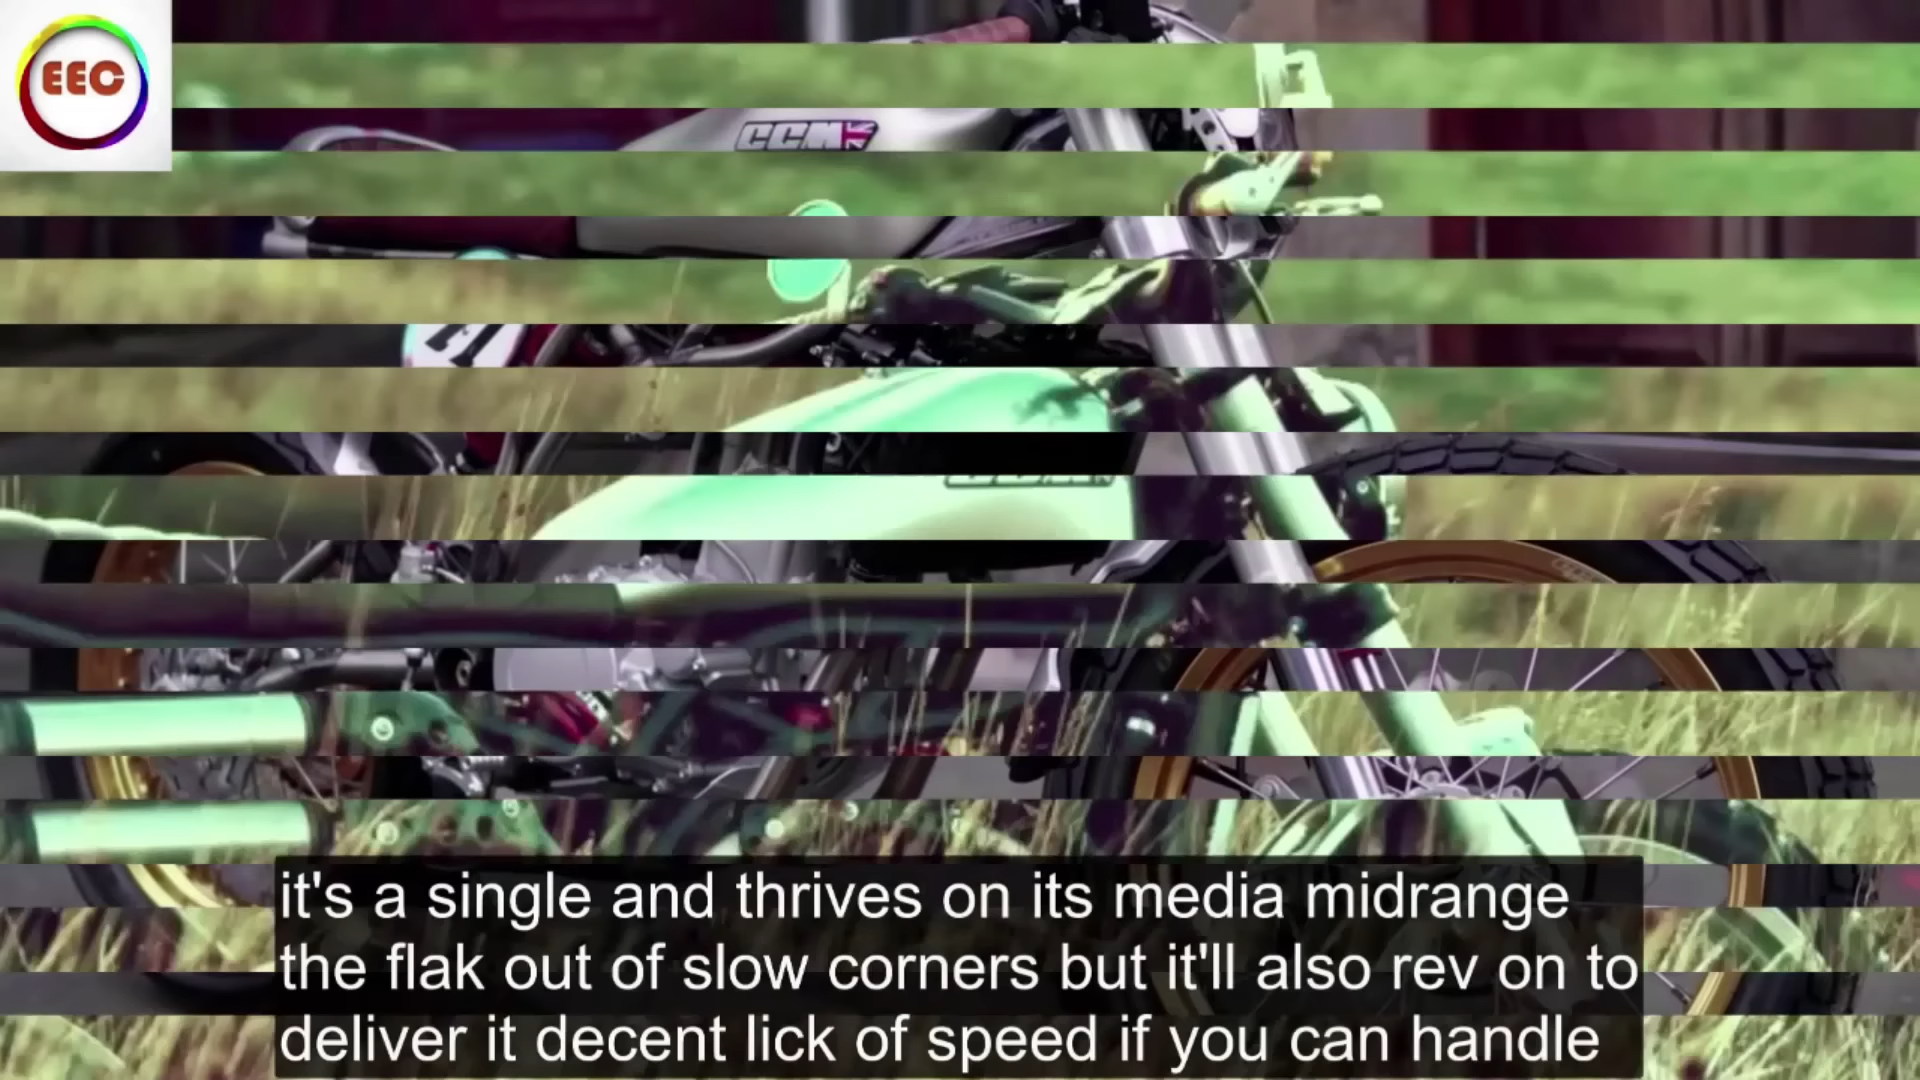 EEC
CCM
it's a single and thrives on its media midrange
the flak out of slow corners but it'll also rev on to
deliver it decent lick of speed if you can handle